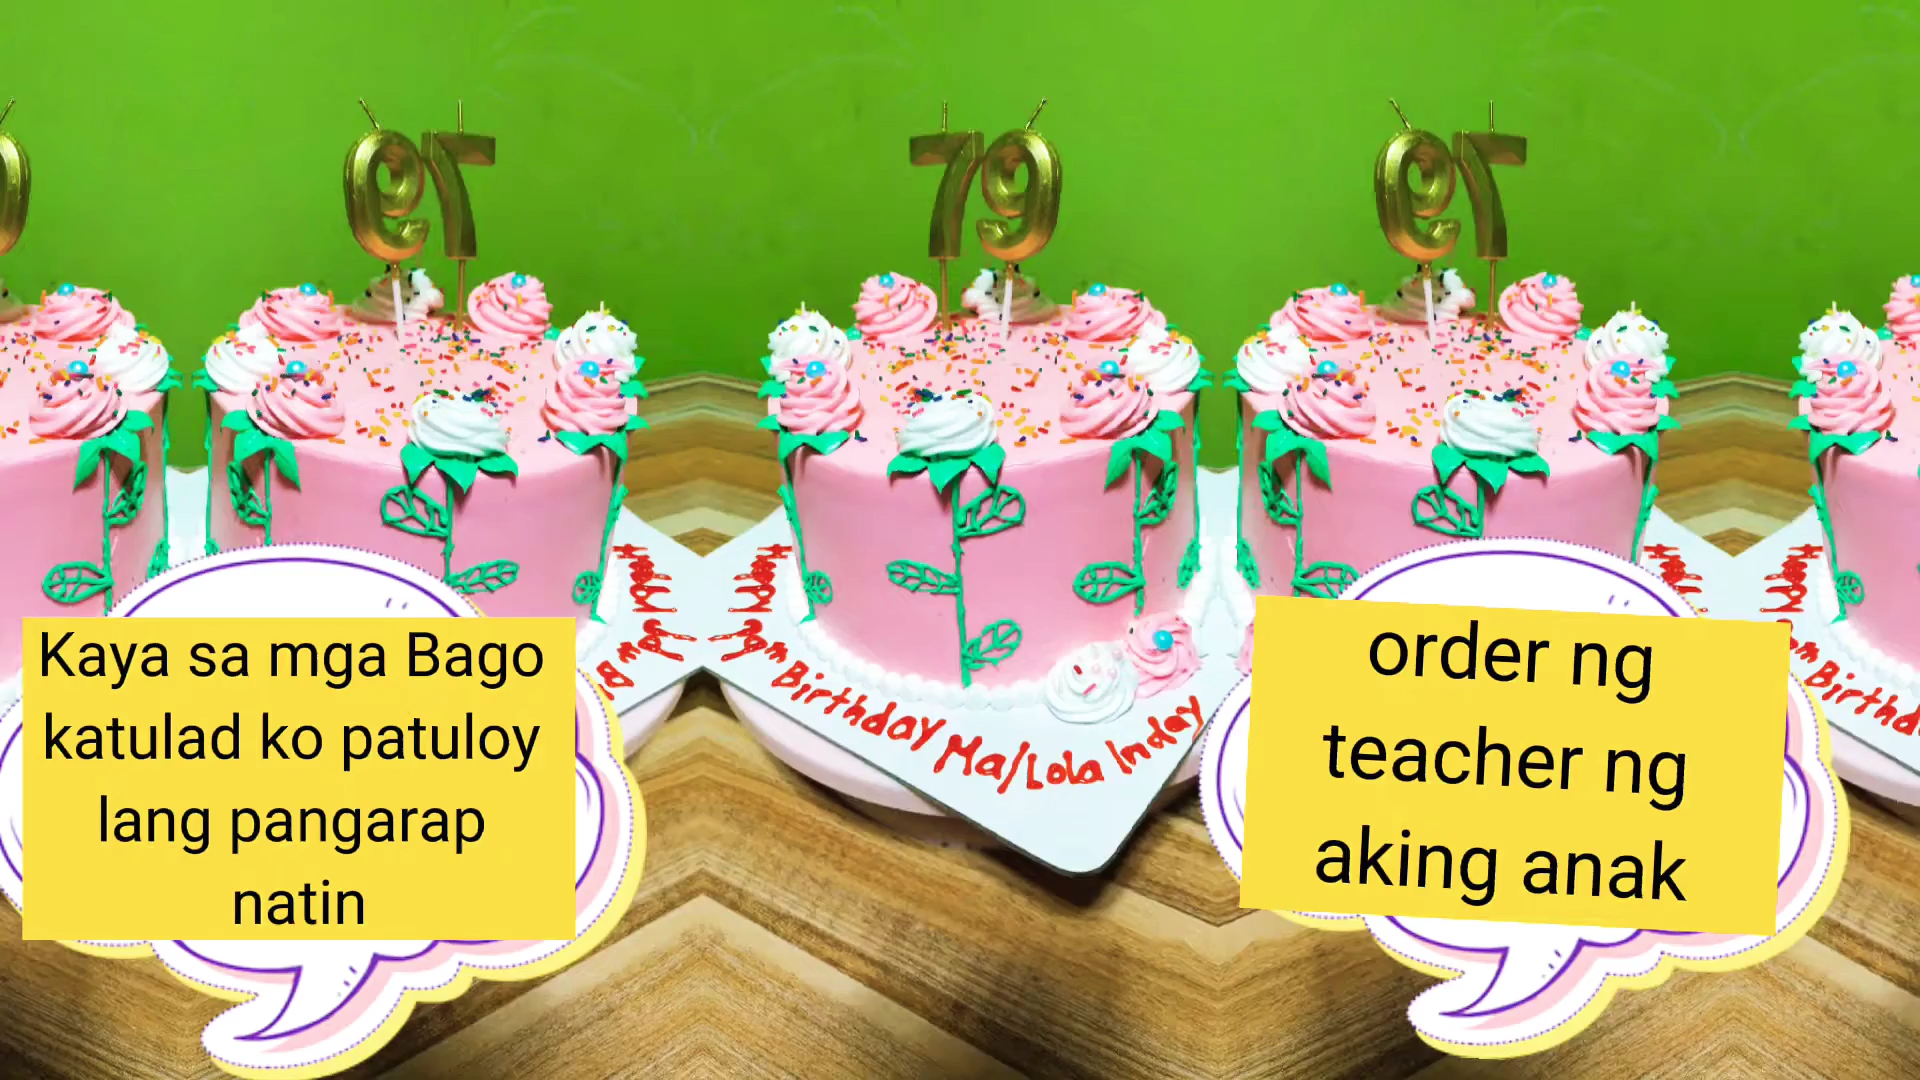 79
Happy Birthday Ma/Lola Inday
Kaya sa mga Bago
katulad ko patuloy
lang pangarap
natin
order ng
teacher ng
aking anak